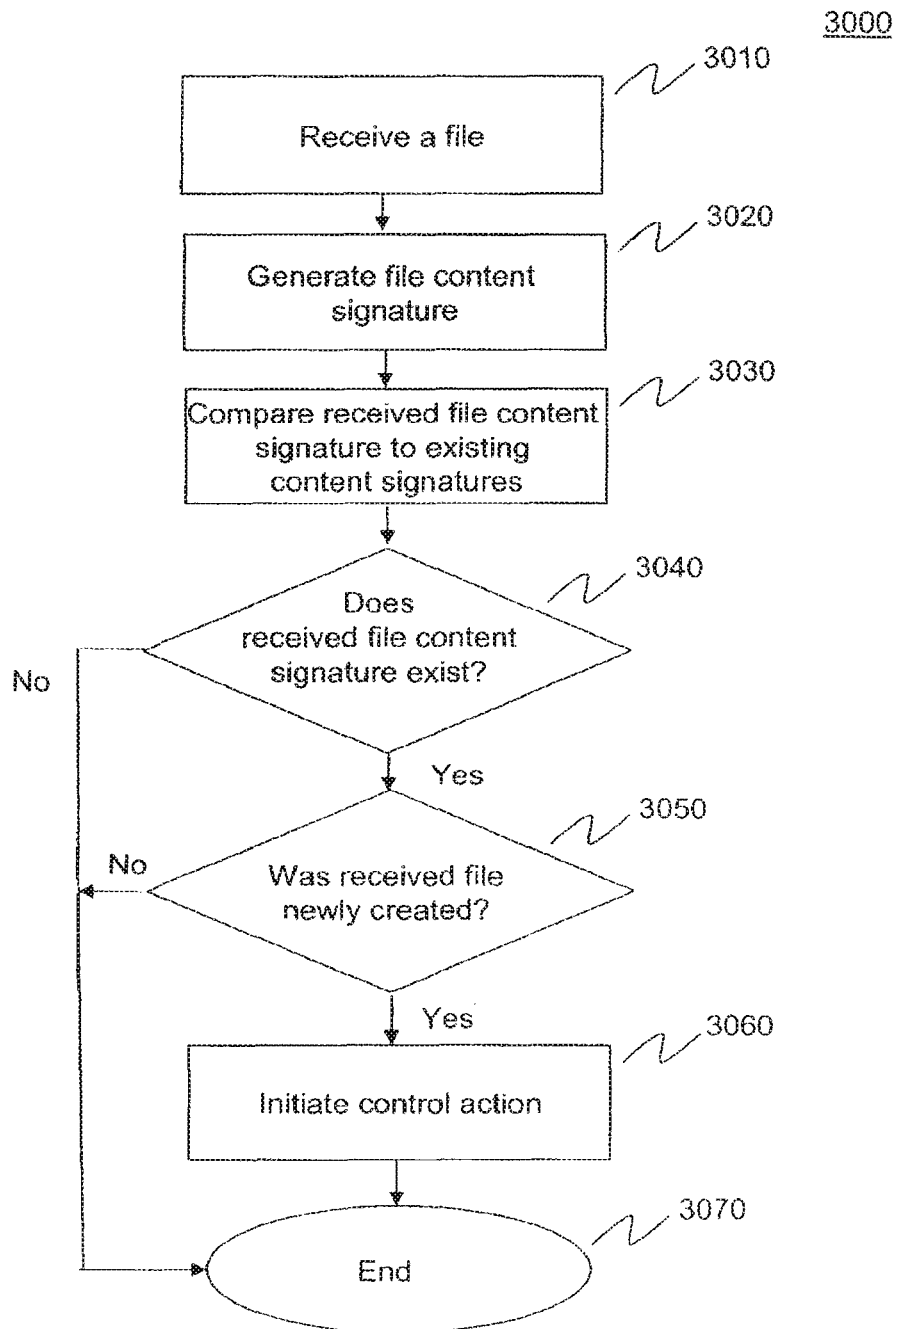 3000
3010
Receive a file
3020
Generate file content
signature
3030
Compare received file content
signature to existing
content signatures
3040
Does
received file content
signature exist?
No
Yes
3050
No
Was received file
newly created?
Yes
3060
Initiate control action
3070
End